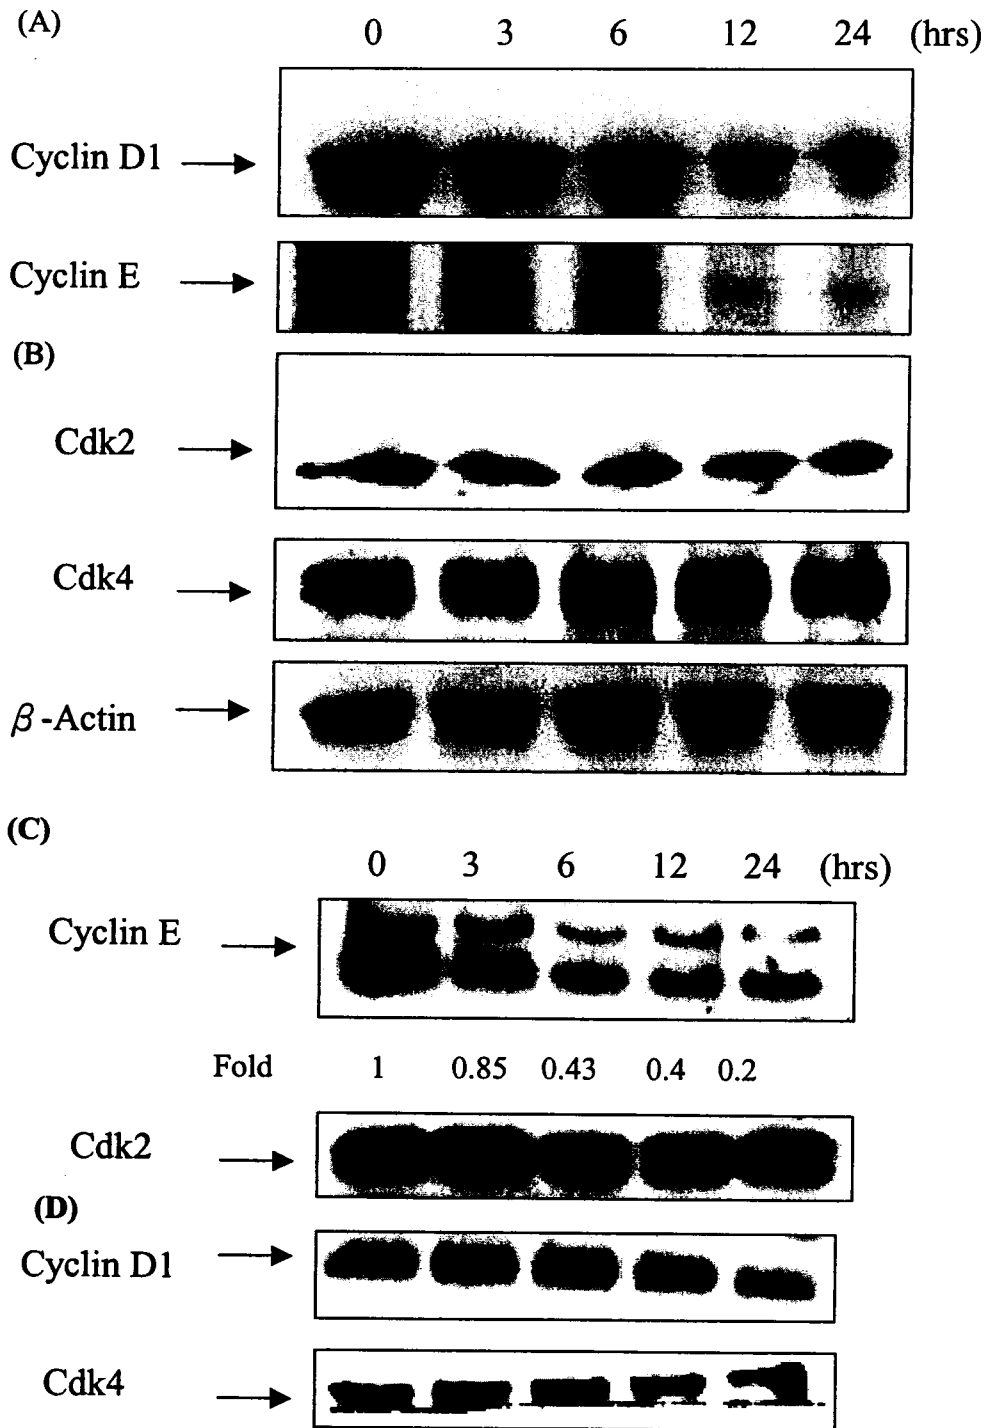 (A)
0 3 6 12 24 (hrs)
Cyclin D1
Cyclin E
(B)
Cdk2
Cdk4
β-Actin
(C)
0 3 6 12 24 (hrs)
Cyclin E
Fold 1 0.85 0.43 0.4 0.2
Cdk2
(D)
Cyclin D1
Cdk4